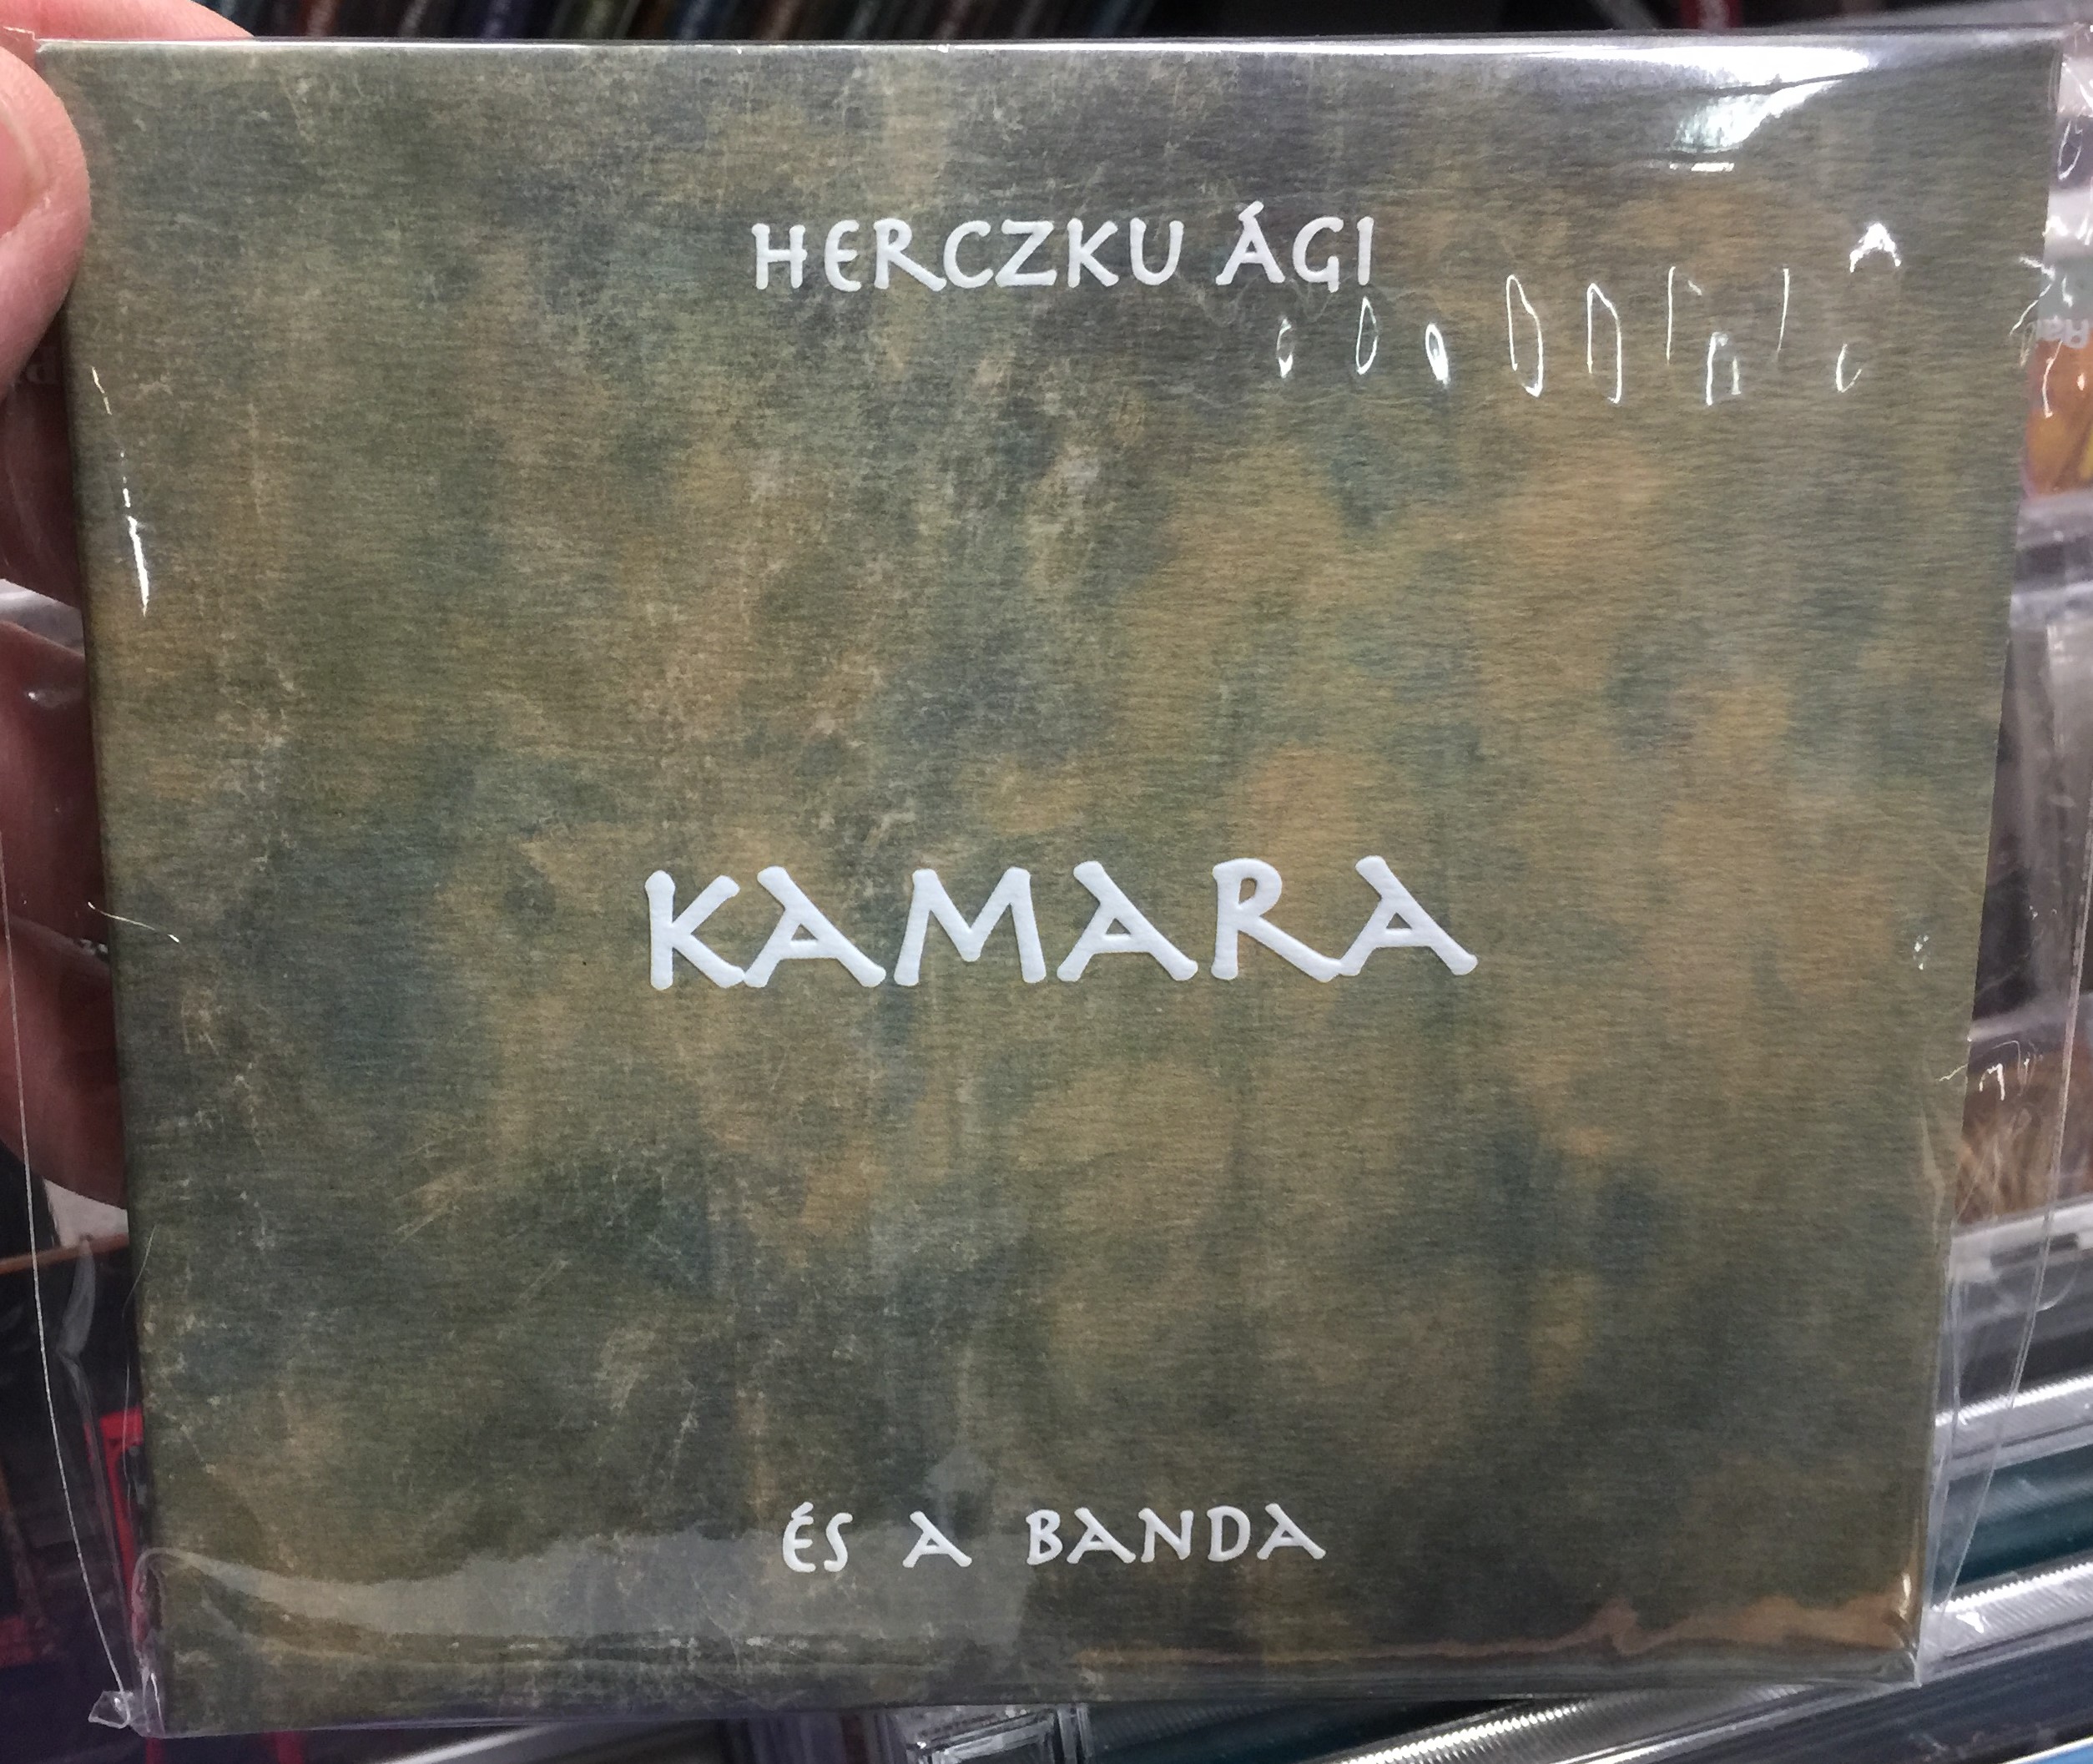 HERCZKU ÁGI
KAMARA
ÉS A BANDA